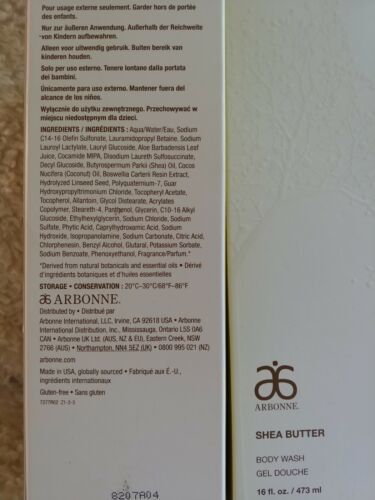 Pour usage externe seulement. Garder hors de portée
des enfants.
Nur zur äußeren Anwendung. Außerhalb der Reichweite
von Kindern aufbewahren.
Alleen voor uitwendig gebruik. Buiten bereik van
kinderen houden.
Solo per uso esterno. Tenere lontano dalla portata
dei bambini.
Únicamente para uso externo. Mantener fuera del
alcance de los niños.
Wyłącznie do użytku zewnętrznego. Przechowywać w
miejscu niedostępnym dla dzieci.
INGREDIENTS / INGRÉDIENTS : Aqua/Water/Eau, Sodium
C14-16 Olefin Sulfonate, Lauramidopropyl Betaine, Sodium
Lauroyl Lactylate, Lauryl Glucoside, Aloe Barbadensis Leaf
Juice, Cocamide MIPA, Disodium Laureth Sulfosuccinate,
Decyl Glucoside, Butyrospermum Parkii (Shea) Oil, Cocos
Nucifera (Coconut) Oil, Boswellia Carterii Resin Extract,
Hydrolyzed Linseed Seed, Polyquaternium-7, Guar
Hydroxypropyltrimonium Chloride, Tocopheryl Acetate,
Tocopherol, Allantoin, Glycol Distearate, Acrylates
Copolymer, Steareth-4, Panthenol, Glycerin, C10-16 Alkyl
Glucoside, Ethylhexylglycerin, Sodium Chloride, Sodium
Sulfate, Phytic Acid, Caprylhydroxamic Acid, Sodium
Hydroxide, Isopropanolamine, Sodium Carbonate, Citric Acid,
Chlorphenesin, Benzyl Alcohol, Glutaral, Potassium Sorbate,
Sodium Benzoate, Phenoxyethanol, Fragrance/Parfum.*
*Derived from natural botanicals and essential oils • Dérivé
d'ingrédients botaniques et d'huiles essentielles
STORAGE • CONSERVATION : 20°C–30°C/68°F–86°F
ARBONNE.
Distributed by • Distribué par
Arbonne International, LLC, Irvine, CA 92618 USA • Arbonne
International Distribution, Inc., Mississauga, Ontario L5S 0A6
CAN • Arbonne UK Ltd. (AUS, NZ & EU), Eastern Creek, NSW
2766 (AUS) • Northampton, NN4 5EZ (UK) • 0800 995 021 (NZ)
arbonne.com
Made in USA, globally sourced • Fabriqué aux É.-U.,
ingrédients internationaux
Gluten-free • Sans gluten
7377R02 21-3-5
8207A04
ARBONNE.
SHEA BUTTER
BODY WASH
GEL DOUCHE
16 fl. oz. / 473 ml